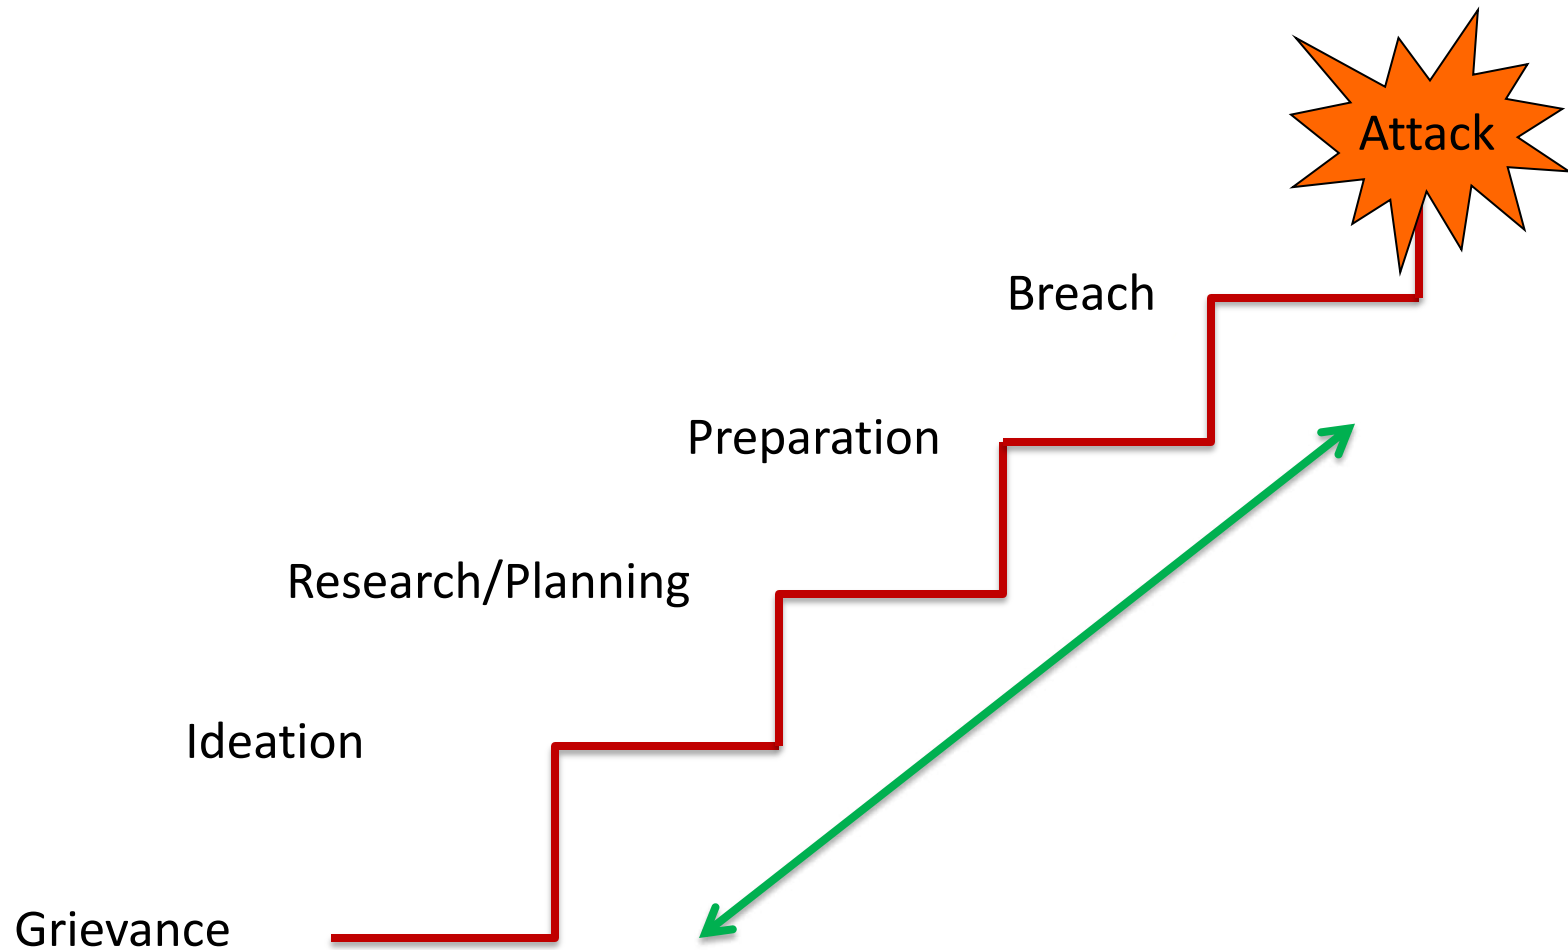 Attack
Breach
Preparation
Research/Planning
Ideation
Grievance